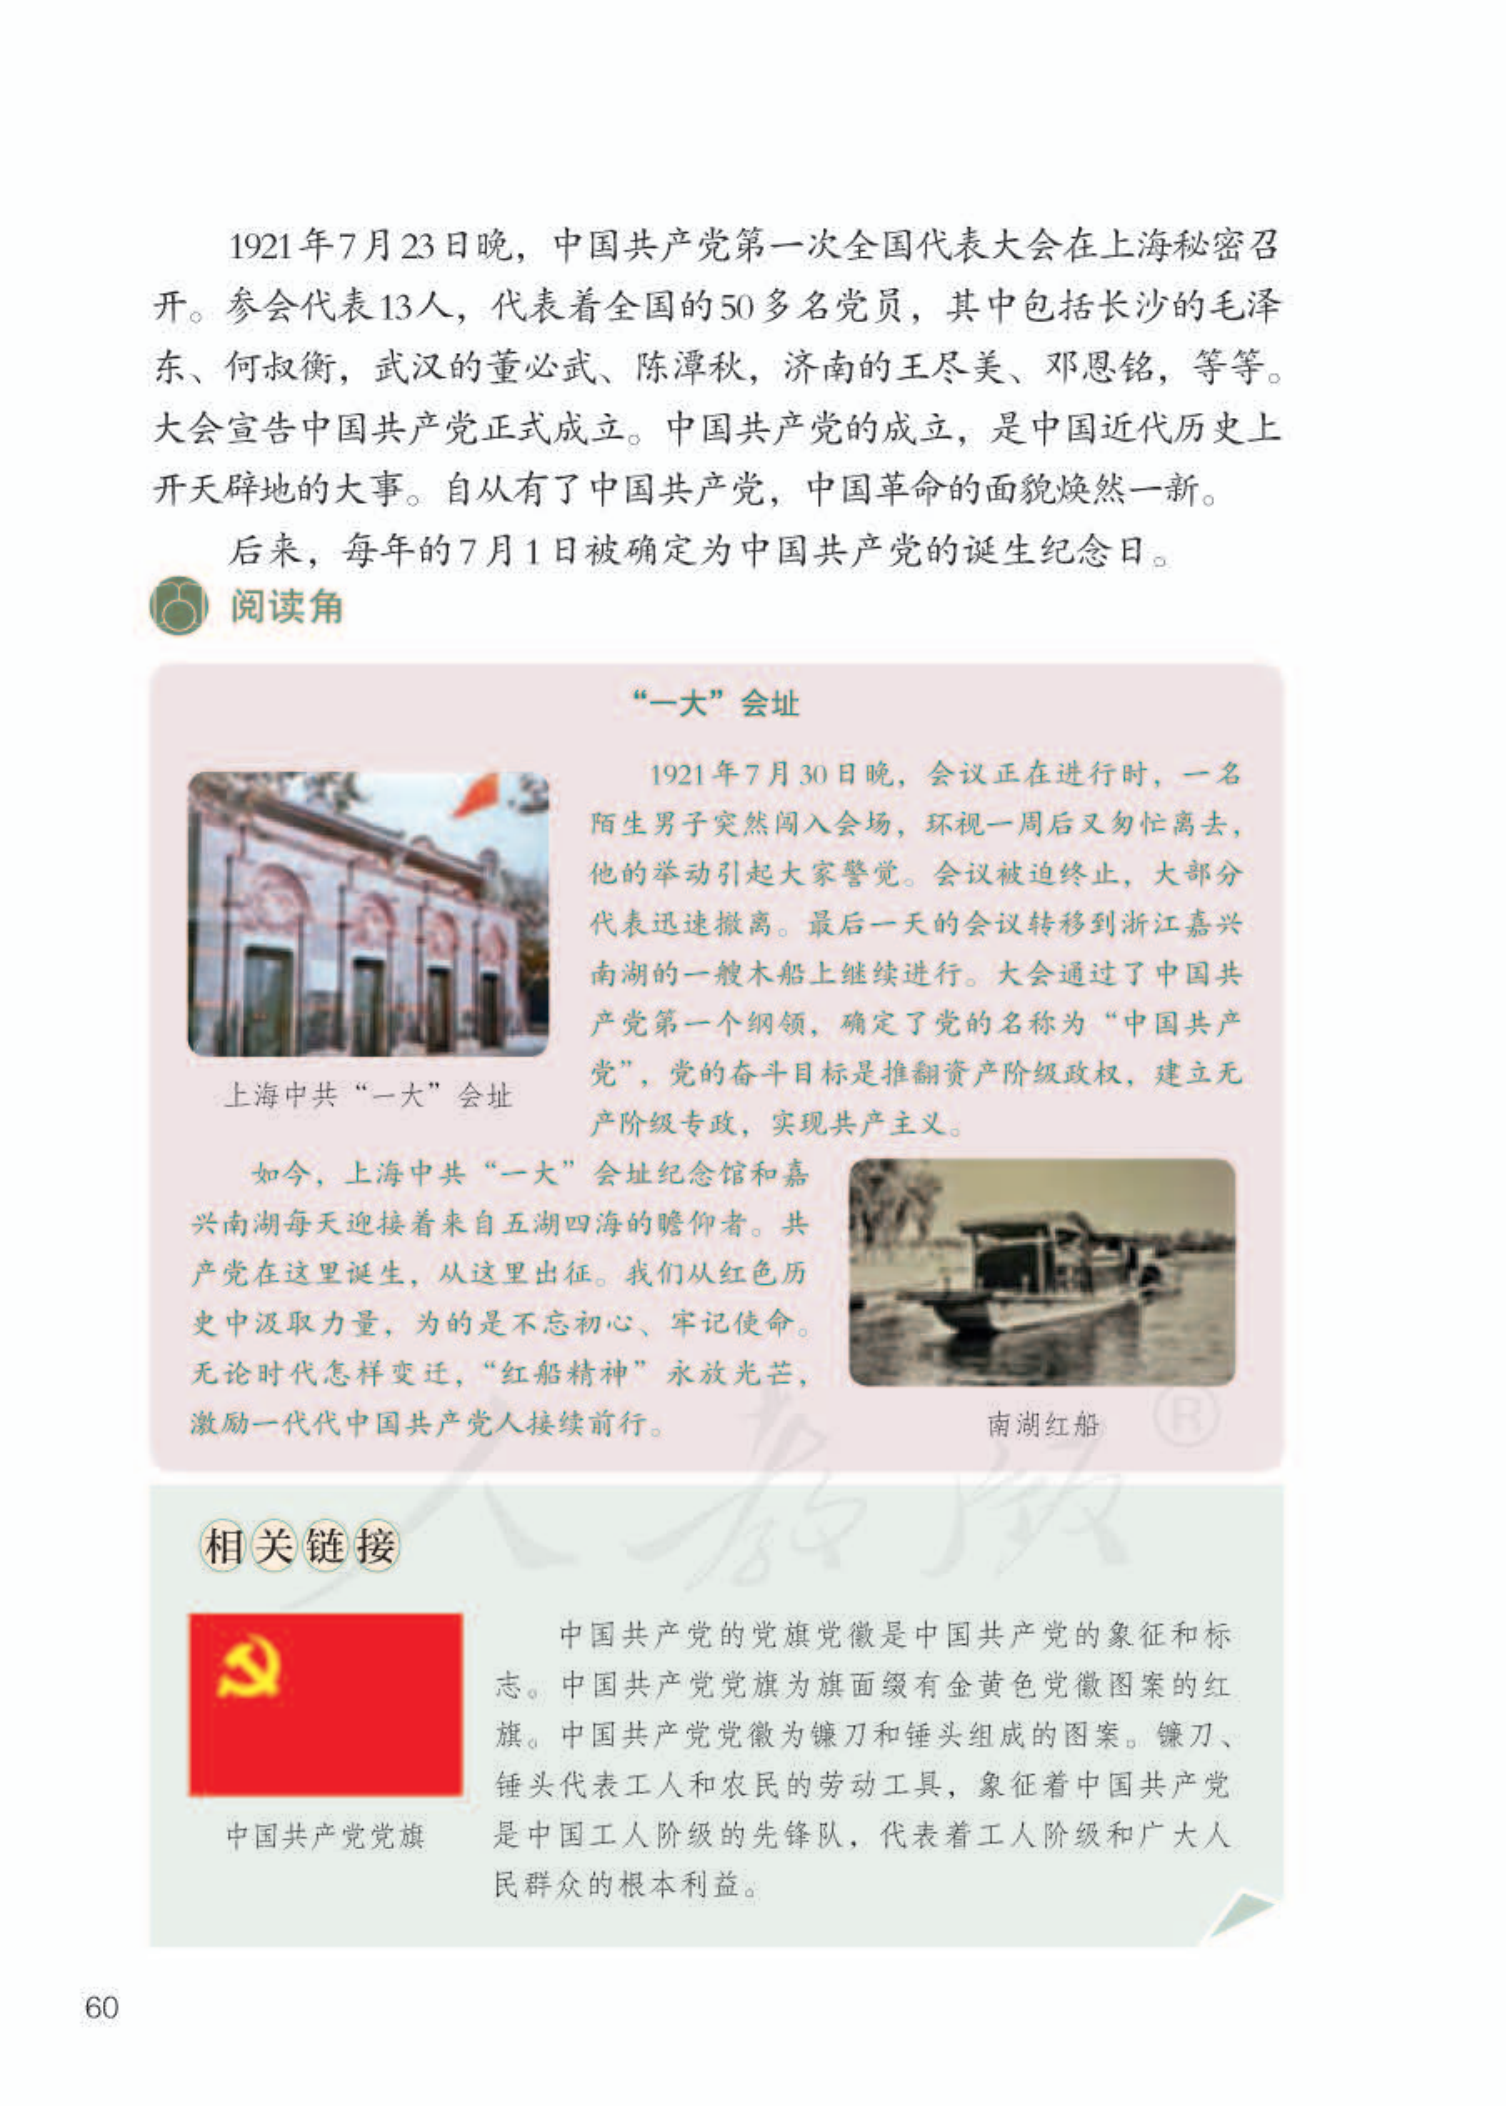 1921年7月23日晚，中国共产党第一次全国代表大会在上海秘密召
开。参会代表13人，代表着全国的50多名党员，其中包括长沙的毛泽
东、何叔衡，武汉的董必武、陈潭秋，济南的王尽美、邓恩铭，等等。
大会宣告中国共产党正式成立。中国共产党的成立，是中国近代历史上
开天辟地的大事。自从有了中国共产党，中国革命的面貌焕然一新。
后来，每年的7月1日被确定为中国共产党的诞生纪念日。
阅读角
“一大”会址
1921年7月30日晚，会议正在进行时，一名
陌生男子突然闯入会场，环视一周后又匆忙离去，
他的举动引起大家警觉。会议被迫终止，大部分
代表迅速撤离。最后一天的会议转移到浙江嘉兴
南湖的一艘木船上继续进行。大会通过了中国共
产党第一个纲领，确定了党的名称为“中国共产
党”，党的奋斗目标是推翻资产阶级政权，建立无
产阶级专政，实现共产主义。
上海中共“一大”会址
如今，上海中共“一大”会址纪念馆和嘉
兴南湖每天迎接着来自五湖四海的瞻仰者。共
产党在这里诞生，从这里出征。我们从红色历
史中汲取力量，为的是不忘初心、牢记使命。
无论时代怎样变迁，“红船精神”永放光芒，
激励一代代中国共产党人接续前行。
南湖红船
人教版®
相关链接
中国共产党的党旗党徽是中国共产党的象征和标
志。中国共产党党旗为旗面缀有金黄色党徽图案的红
旗。中国共产党党徽为镰刀和锤头组成的图案。镰刀、
锤头代表工人和农民的劳动工具，象征着中国共产党
是中国工人阶级的先锋队，代表着工人阶级和广大人
民群众的根本利益。
中国共产党党旗
60